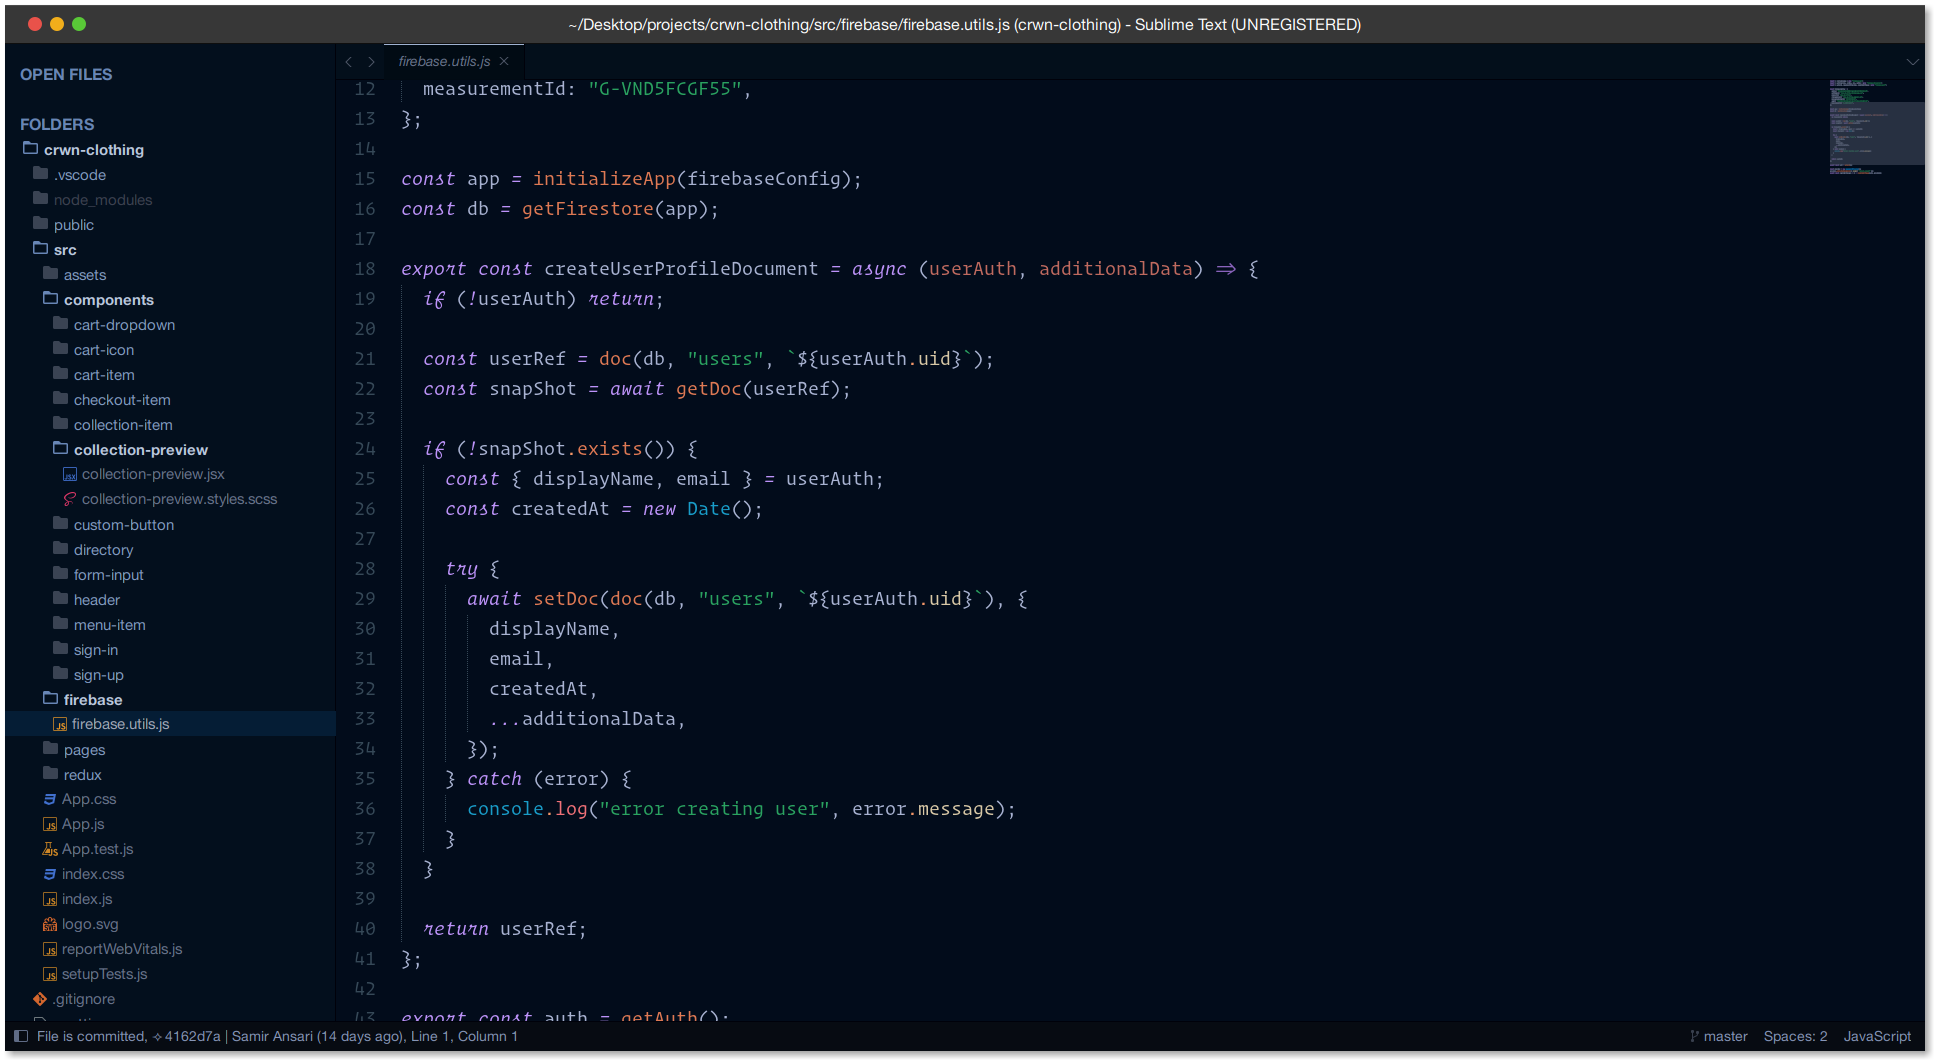 ~/Desktop/projects/crwn-clothing/src/firebase/firebase.utils.js (crwn-clothing) - Sublime Text (UNREGISTERED)
OPEN FILES
FOLDERS
crwn-clothing
.vscode
node_modules
public
src
assets
components
cart-dropdown
cart-icon
cart-item
checkout-item
collection-item
collection-preview
collection-preview.jsx
collection-preview.styles.scss
custom-button
directory
form-input
header
menu-item
sign-in
sign-up
firebase
firebase.utils.js
pages
redux
App.css
App.js
App.test.js
index.css
index.js
logo.svg
reportWebVitals.js
setupTests.js
.gitignore
firebase.utils.js
12 measurementId: "G-VND5FCGF55",
13 };
14
15 const app = initializeApp(firebaseConfig);
16 const db = getFirestore(app);
17
18 export const createUserProfileDocument = async (userAuth, additionalData) => {
19 if (!userAuth) return;
20
21 const userRef = doc(db, "users", `${userAuth.uid}`);
22 const snapShot = await getDoc(userRef);
23
24 if (!snapShot.exists()) {
25 const { displayName, email } = userAuth;
26 const createdAt = new Date();
27
28 try {
29 await setDoc(doc(db, "users", `${userAuth.uid}`), {
30 displayName,
31 email,
32 createdAt,
33 ...additionalData,
34 });
35 } catch (error) {
36 console.log("error creating user", error.message);
37 }
38 }
39
40 return userRef;
41 };
42
43 export const auth = getAuth();
File is committed, 4162d7a | Samir Ansari (14 days ago), Line 1, Column 1
master Spaces: 2 JavaScript